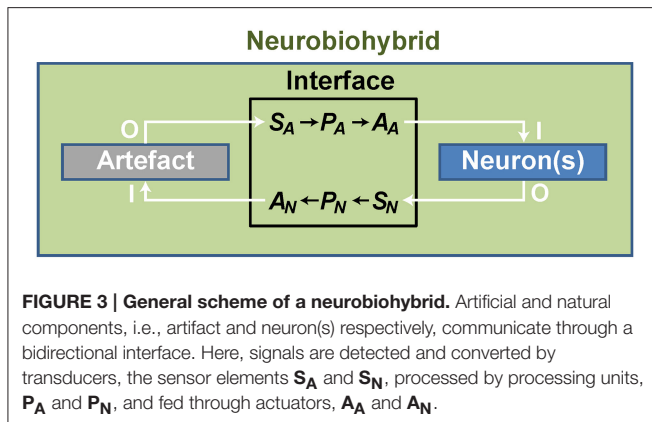 Neurobiohybrid
Interface
O S_A → P_A → A_A I
Artefact Neuron(s)
I A_N ← P_N ← S_N O
FIGURE 3 | General scheme of a neurobiohybrid. Artificial and natural
components, i.e., artifact and neuron(s) respectively, communicate through a
bidirectional interface. Here, signals are detected and converted by
transducers, the sensor elements S_A and S_N, processed by processing units,
P_A and P_N, and fed through actuators, A_A and A_N.